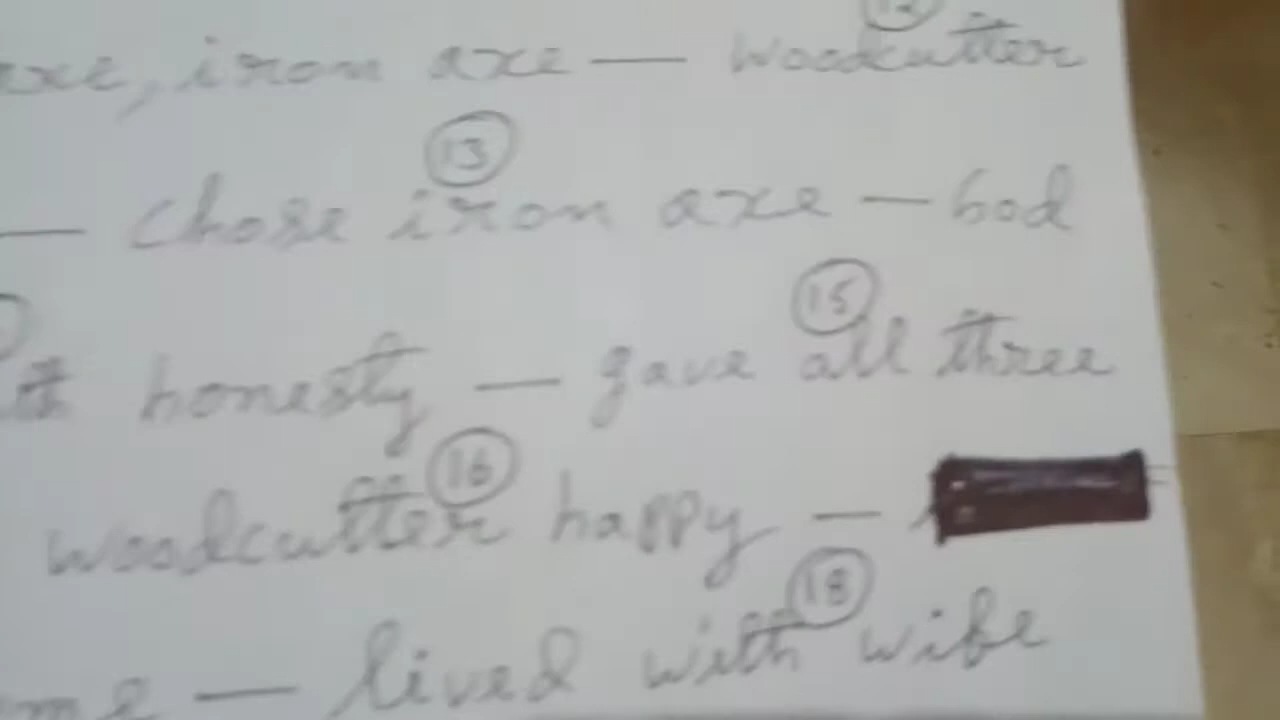 12
axe, iron axe — woodcutter
13
— chose iron axe — God
15
honesty — gave all three
16
woodcutter happy —
18
— lived with wife